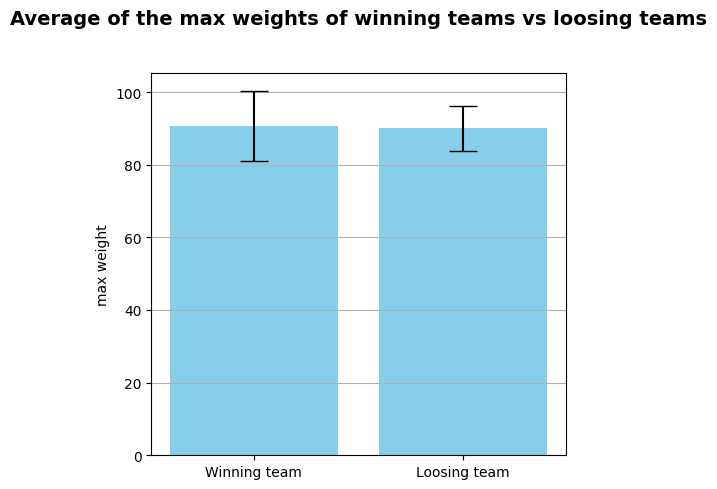 Average of the max weights of winning teams vs loosing teams
100
80
60
40
20
0
max weight
Winning team
Loosing team